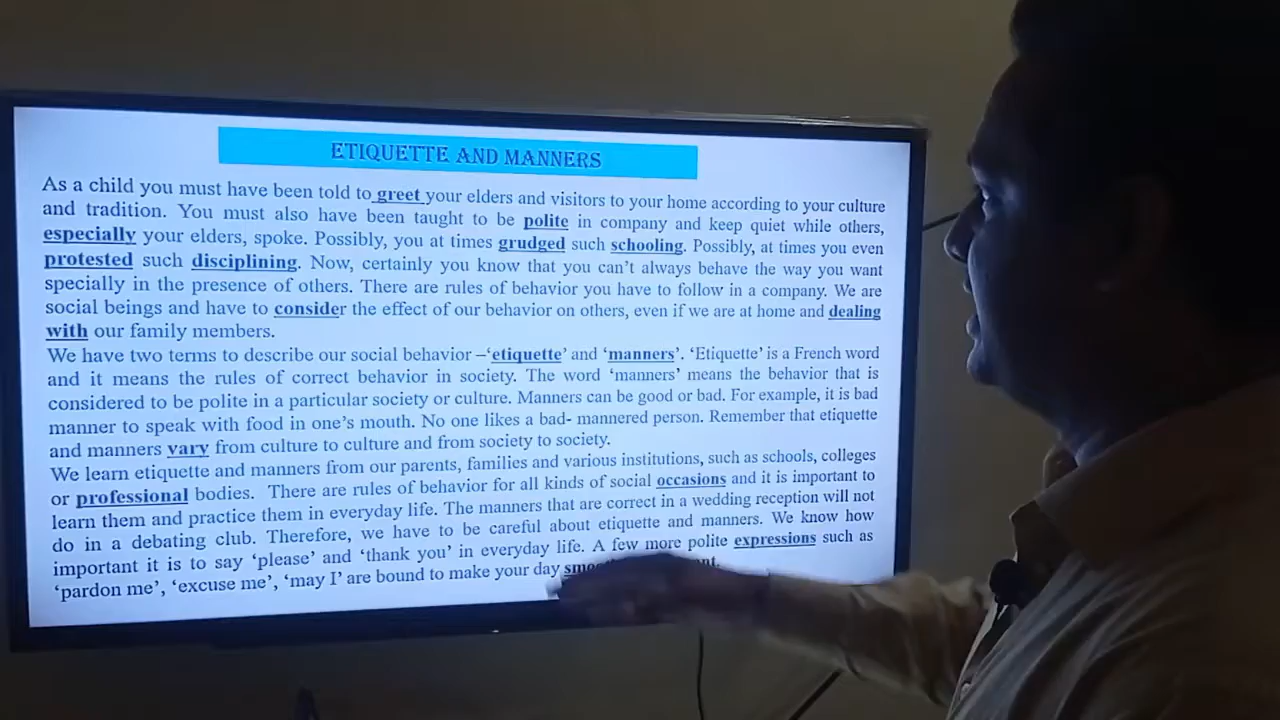 ETIQUETTE AND MANNERS
As a child you must have been told to greet your elders and visitors to your home according to your culture
and tradition. You must also have been taught to be polite in company and keep quiet while others,
especially your elders, spoke. Possibly, you at times grudged such schooling. Possibly, at times you even
protested such disciplining. Now, certainly you know that you can't always behave the way you want
specially in the presence of others. There are rules of behavior you have to follow in a company. We are
social beings and have to consider the effect of our behavior on others, even if we are at home and dealing
with our family members.
We have two terms to describe our social behavior –‘etiquette’ and ‘manners’. ‘Etiquette’ is a French word
and it means the rules of correct behavior in society. The word ‘manners’ means the behavior that is
considered to be polite in a particular society or culture. Manners can be good or bad. For example, it is bad
manner to speak with food in one's mouth. No one likes a bad- mannered person. Remember that etiquette
and manners vary from culture to culture and from society to society.
We learn etiquette and manners from our parents, families and various institutions, such as schools, colleges
or professional bodies. There are rules of behavior for all kinds of social occasions and it is important to
learn them and practice them in everyday life. The manners that are correct in a wedding reception will not
do in a debating club. Therefore, we have to be careful about etiquette and manners. We know how
important it is to say ‘please’ and ‘thank you’ in everyday life. A few more polite expressions such as
‘pardon me’, ‘excuse me’, ‘may I’ are bound to make your day